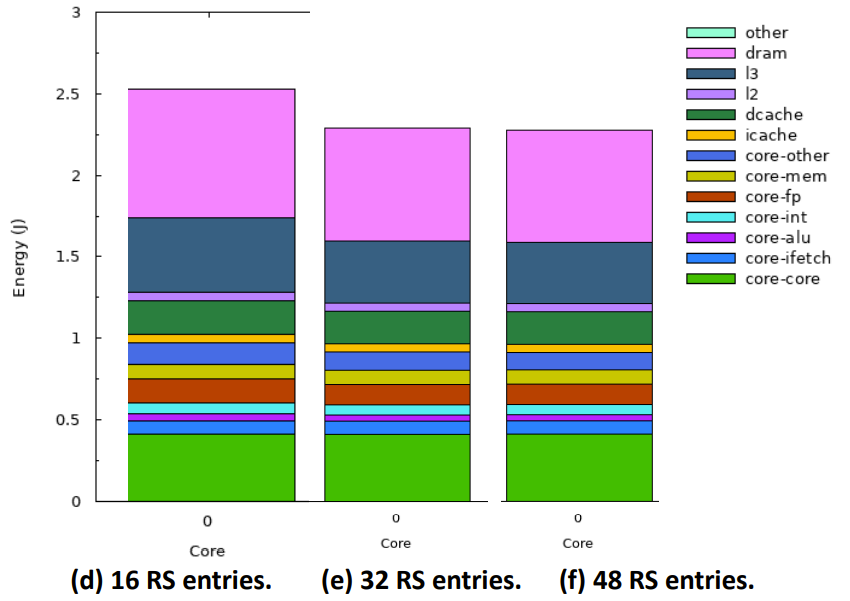 3
2.5
2
1.5
1
0.5
0
Energy (J)
0
Core
0
Core
0
Core
other
dram
l3
l2
dcache
icache
core-other
core-mem
core-fp
core-int
core-alu
core-ifetch
core-core
(d) 16 RS entries.
(e) 32 RS entries.
(f) 48 RS entries.